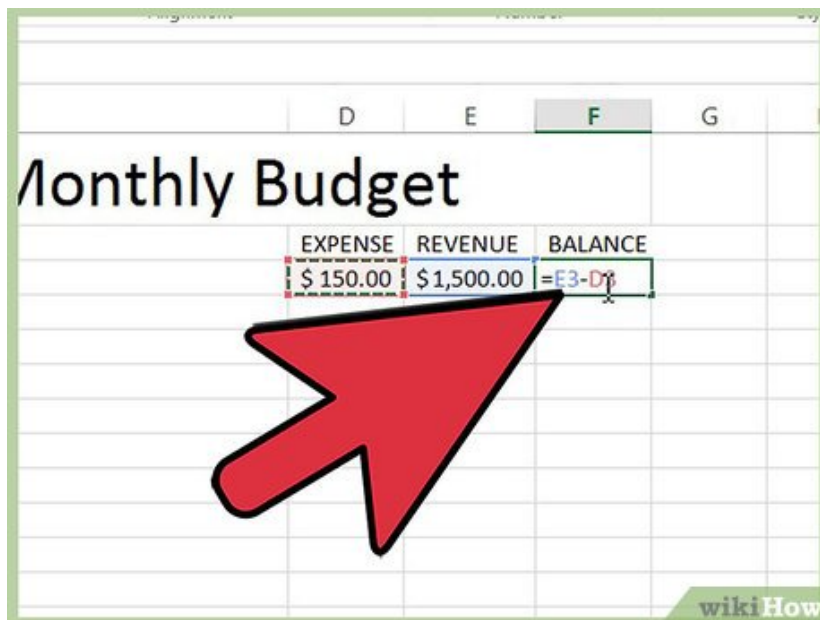 D E F G
Monthly Budget
EXPENSE REVENUE BALANCE
$ 150.00 $1,500.00 =E3-D3
wikiHow